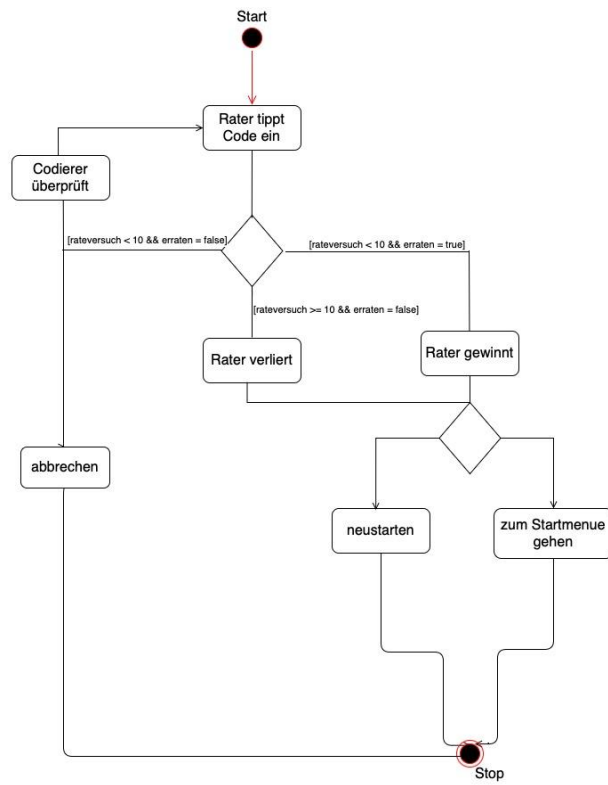 Start
Rater tippt
Code ein
Codierer
überprüft
[rateversuch < 10 && erraten = false]
[rateversuch < 10 && erraten = true]
[rateversuch >= 10 && erraten = false]
Rater verliert
Rater gewinnt
abbrechen
neustarten
zum Startmenue
gehen
Stop